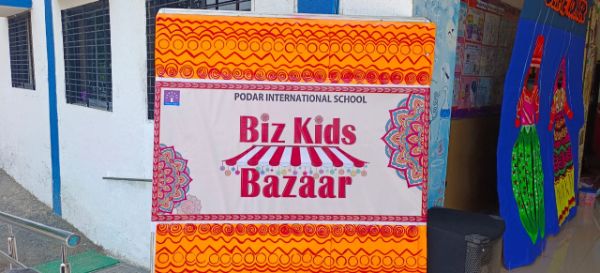 PODAR INTERNATIONAL SCHOOL
Biz Kids
Bazaar